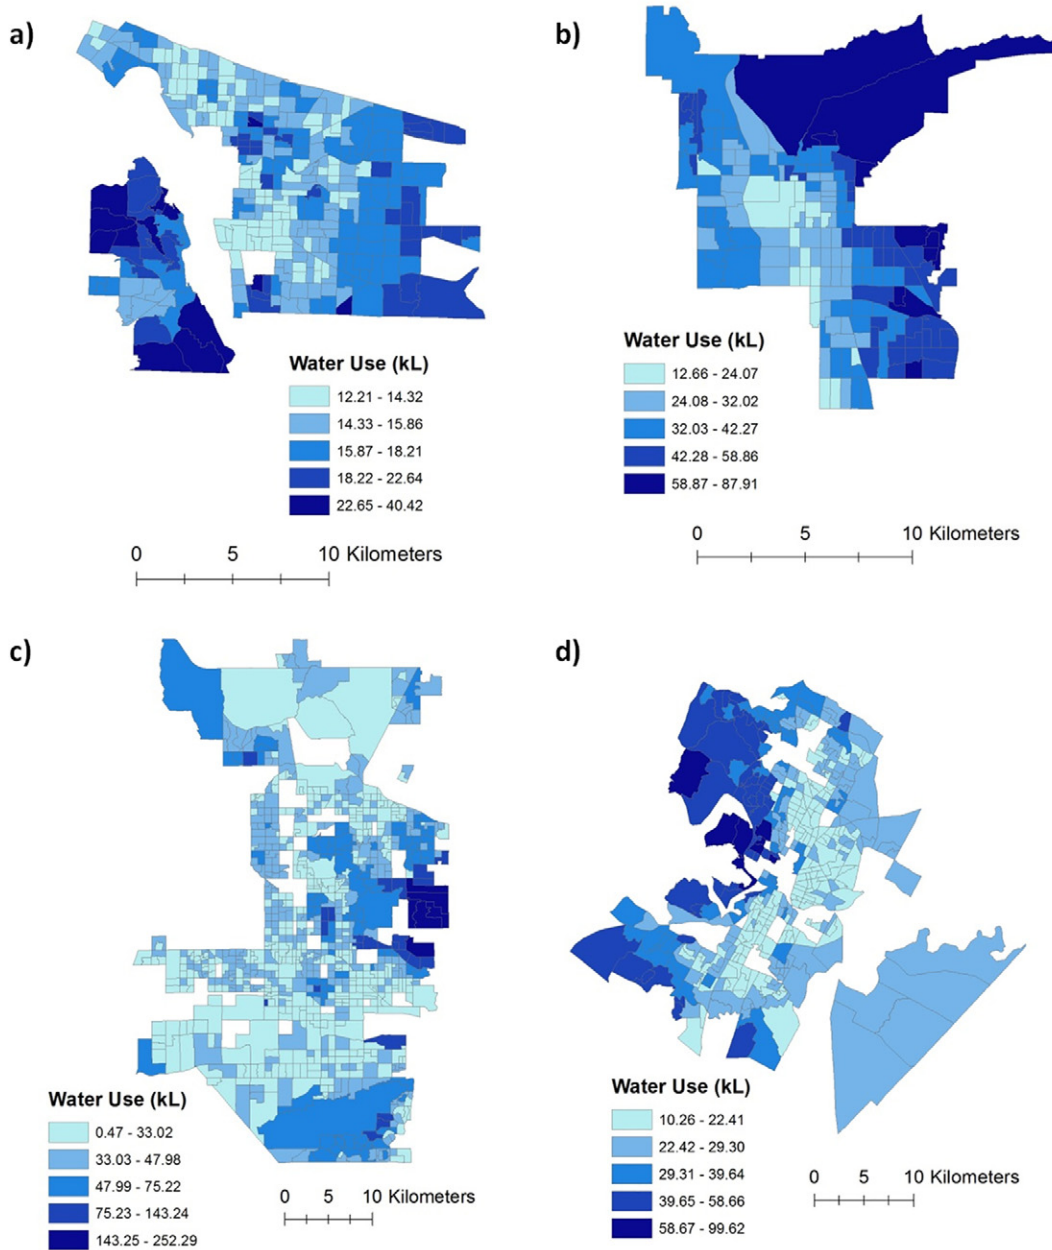 a)
Water Use (kL)
12.21 - 14.32
14.33 - 15.86
15.87 - 18.21
18.22 - 22.64
22.65 - 40.42
0 5 10 Kilometers
b)
Water Use (kL)
12.66 - 24.07
24.08 - 32.02
32.03 - 42.27
42.28 - 58.86
58.87 - 87.91
0 5 10 Kilometers
c)
Water Use (kL)
0.47 - 33.02
33.03 - 47.98
47.99 - 75.22
75.23 - 143.24
143.25 - 252.29
0 5 10 Kilometers
d)
Water Use (kL)
10.26 - 22.41
22.42 - 29.30
29.31 - 39.64
39.65 - 58.66
58.67 - 99.62
0 5 10 Kilometers